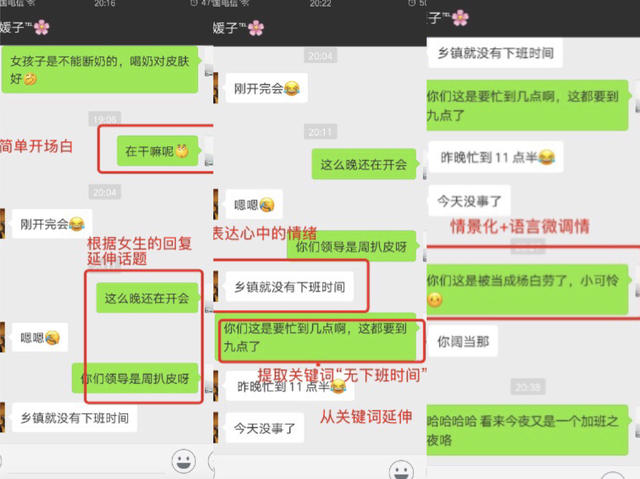 国电信
20:16
47
媛子™🌸
女孩子是不能断奶的，喝奶对皮肤
好
19:06
简单开场白
在干嘛呢
20:04
刚开完会😂
根据女生的回复
延伸话题
这么晚还在开会
嗯嗯
你们领导是周扒皮呀
乡镇就没有下班时间
国电信
20:22
50
媛子™🌸
20:04
刚开完会😂
20:11
这么晚还在开会
嗯嗯
表达心中的情绪
你们领导是周扒皮呀
乡镇就没有下班时间
你们这是要忙到几点啊，这都要到
九点了
提取关键词“无下班时间”
昨晚忙到 11 点半😂
从关键词延伸
今天没事了
子™🌸
乡镇就没有下班时间
你们这是要忙到几点啊，这都要到
九点了
昨晚忙到 11 点半😂
今天没事了
情景化+语言微调情
你们这是被当成杨白劳了，小可怜
你阔当那
20:38
哈哈哈哈 看来今夜又是一个加班之
夜咯